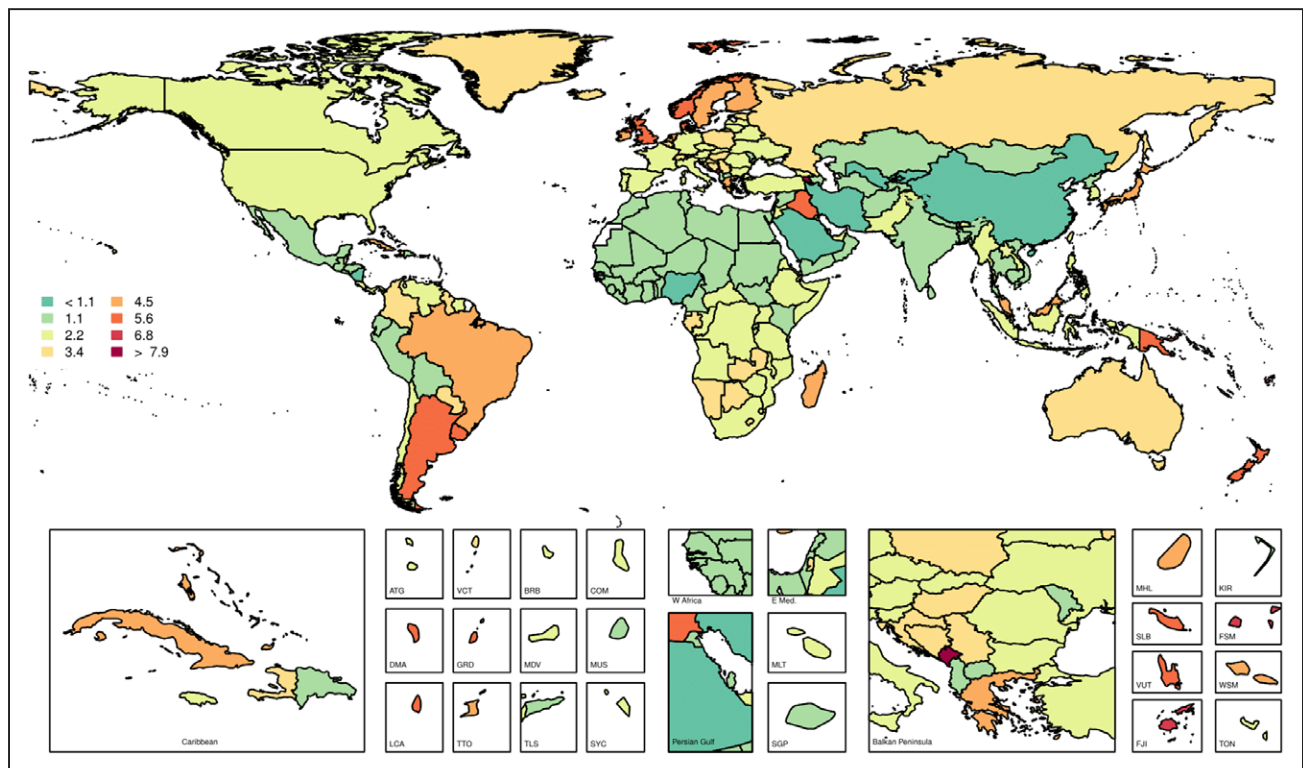 < 1.1 4.5
1.1 5.6
2.2 6.8
3.4 > 7.9
Caribbean
ATG
VCT
BRB
COM
DMA
GRD
MDV
MUS
LCA
TTO
TLS
SYC
W Africa
E Med.
Persian Gulf
MLT
SGP
Balkan Peninsula
MHL
KIR
SLB
FSM
VUT
WSM
FJI
TON